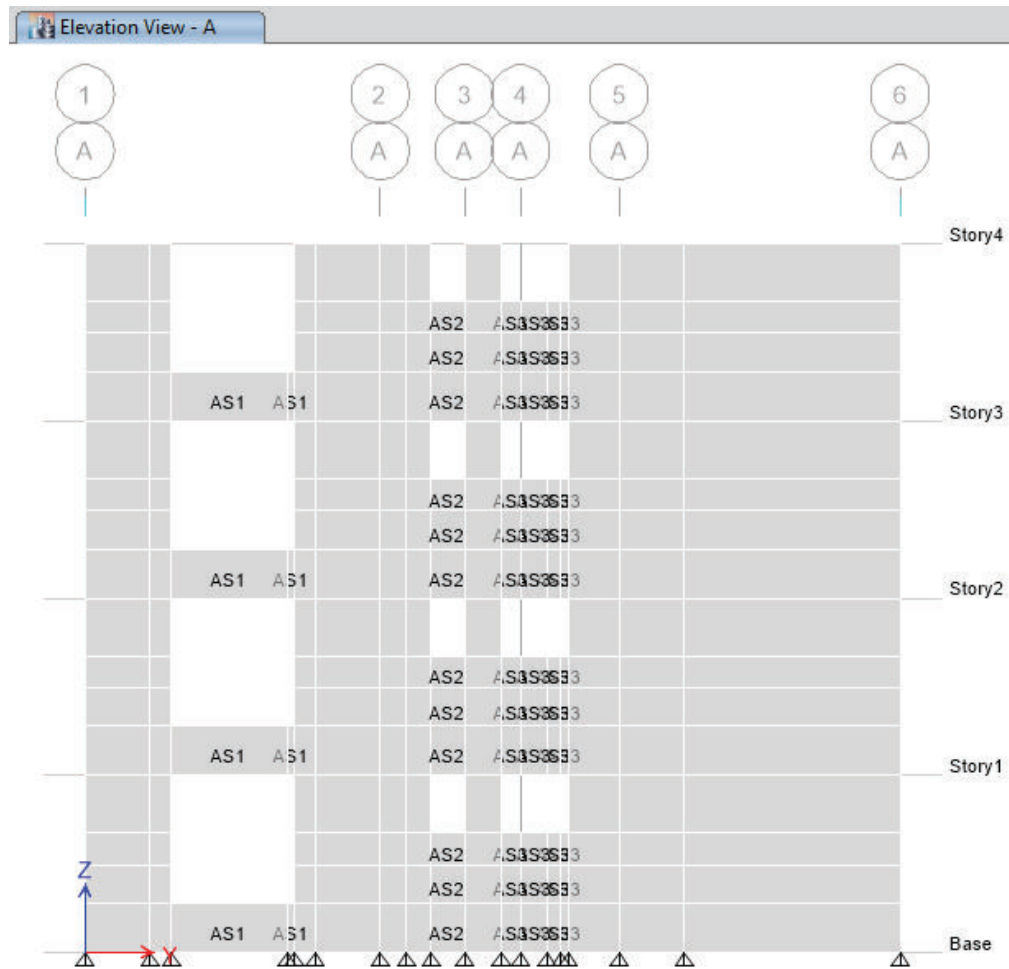 Elevation View - A
1 2 3 4 5 6
A A A A A A
Story4
AS2
AS2
AS1 AS1 AS2
Story3
AS2
AS2
AS1 AS1 AS2
Story2
AS2
AS2
AS1 AS1 AS2
Story1
AS2
Z AS2
AS1 AS1 AS2
Base
Y